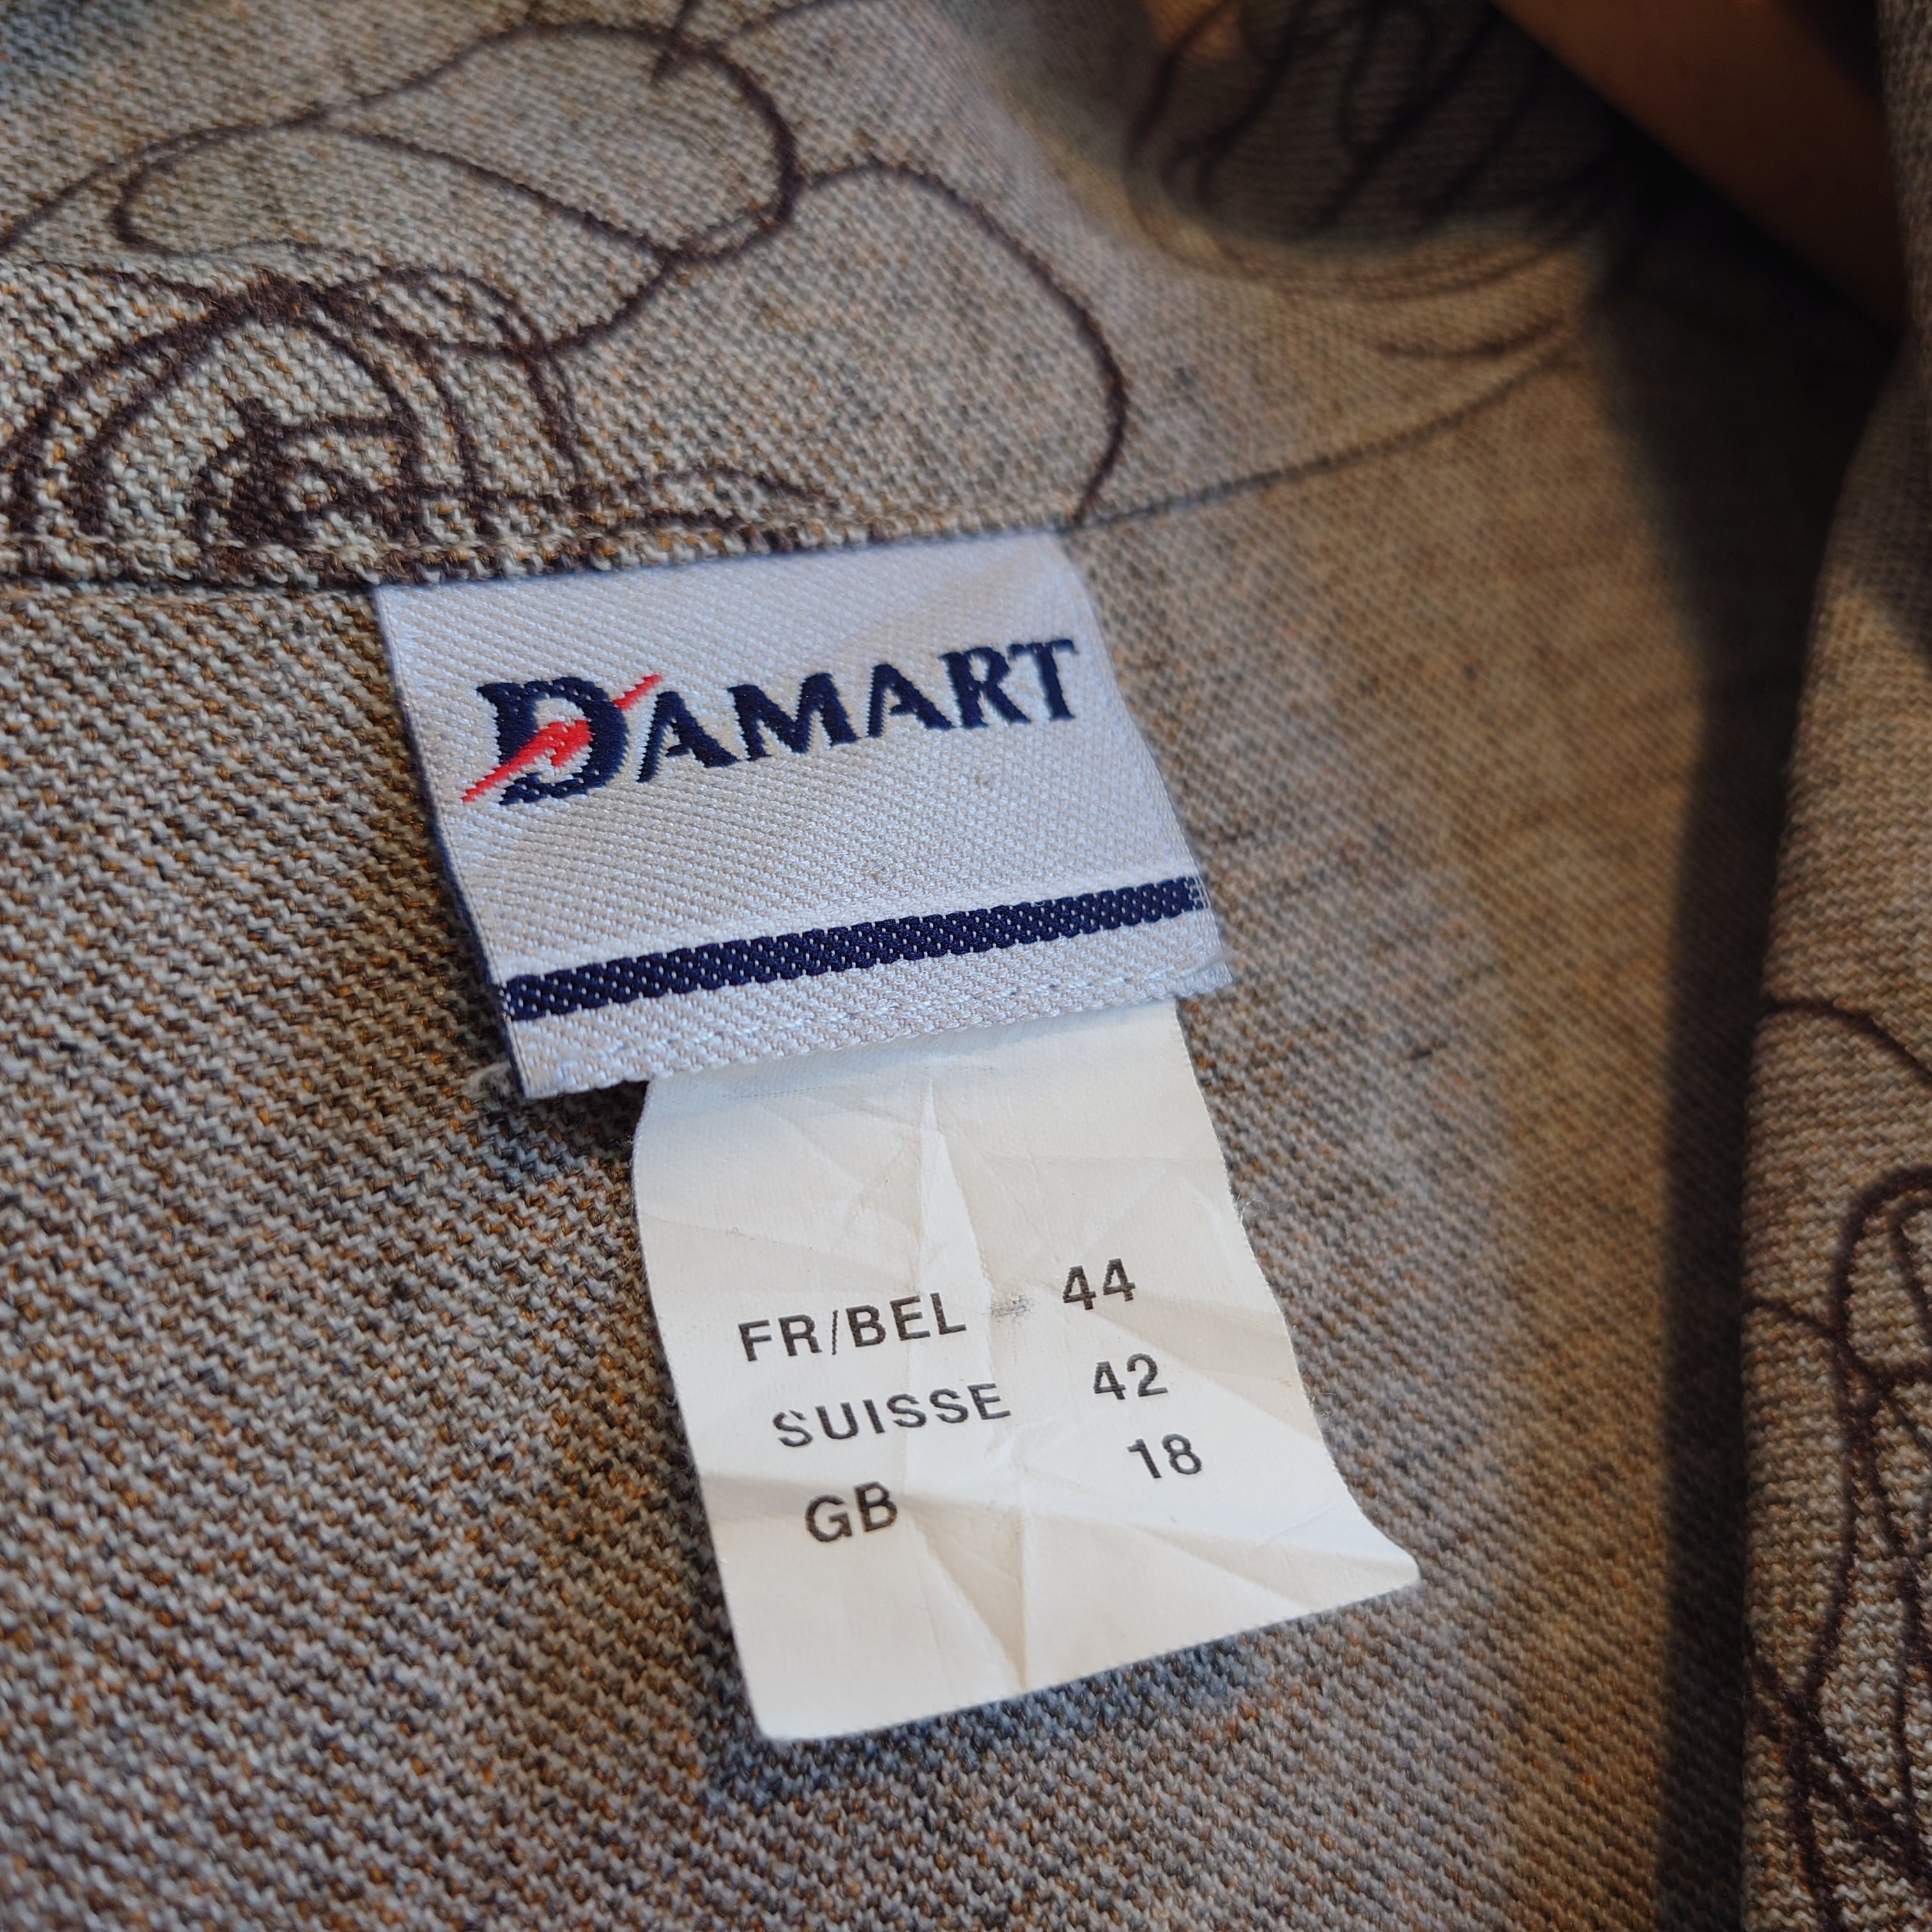 DAMART
FR/BEL 44
SUISSE 42
GB 18